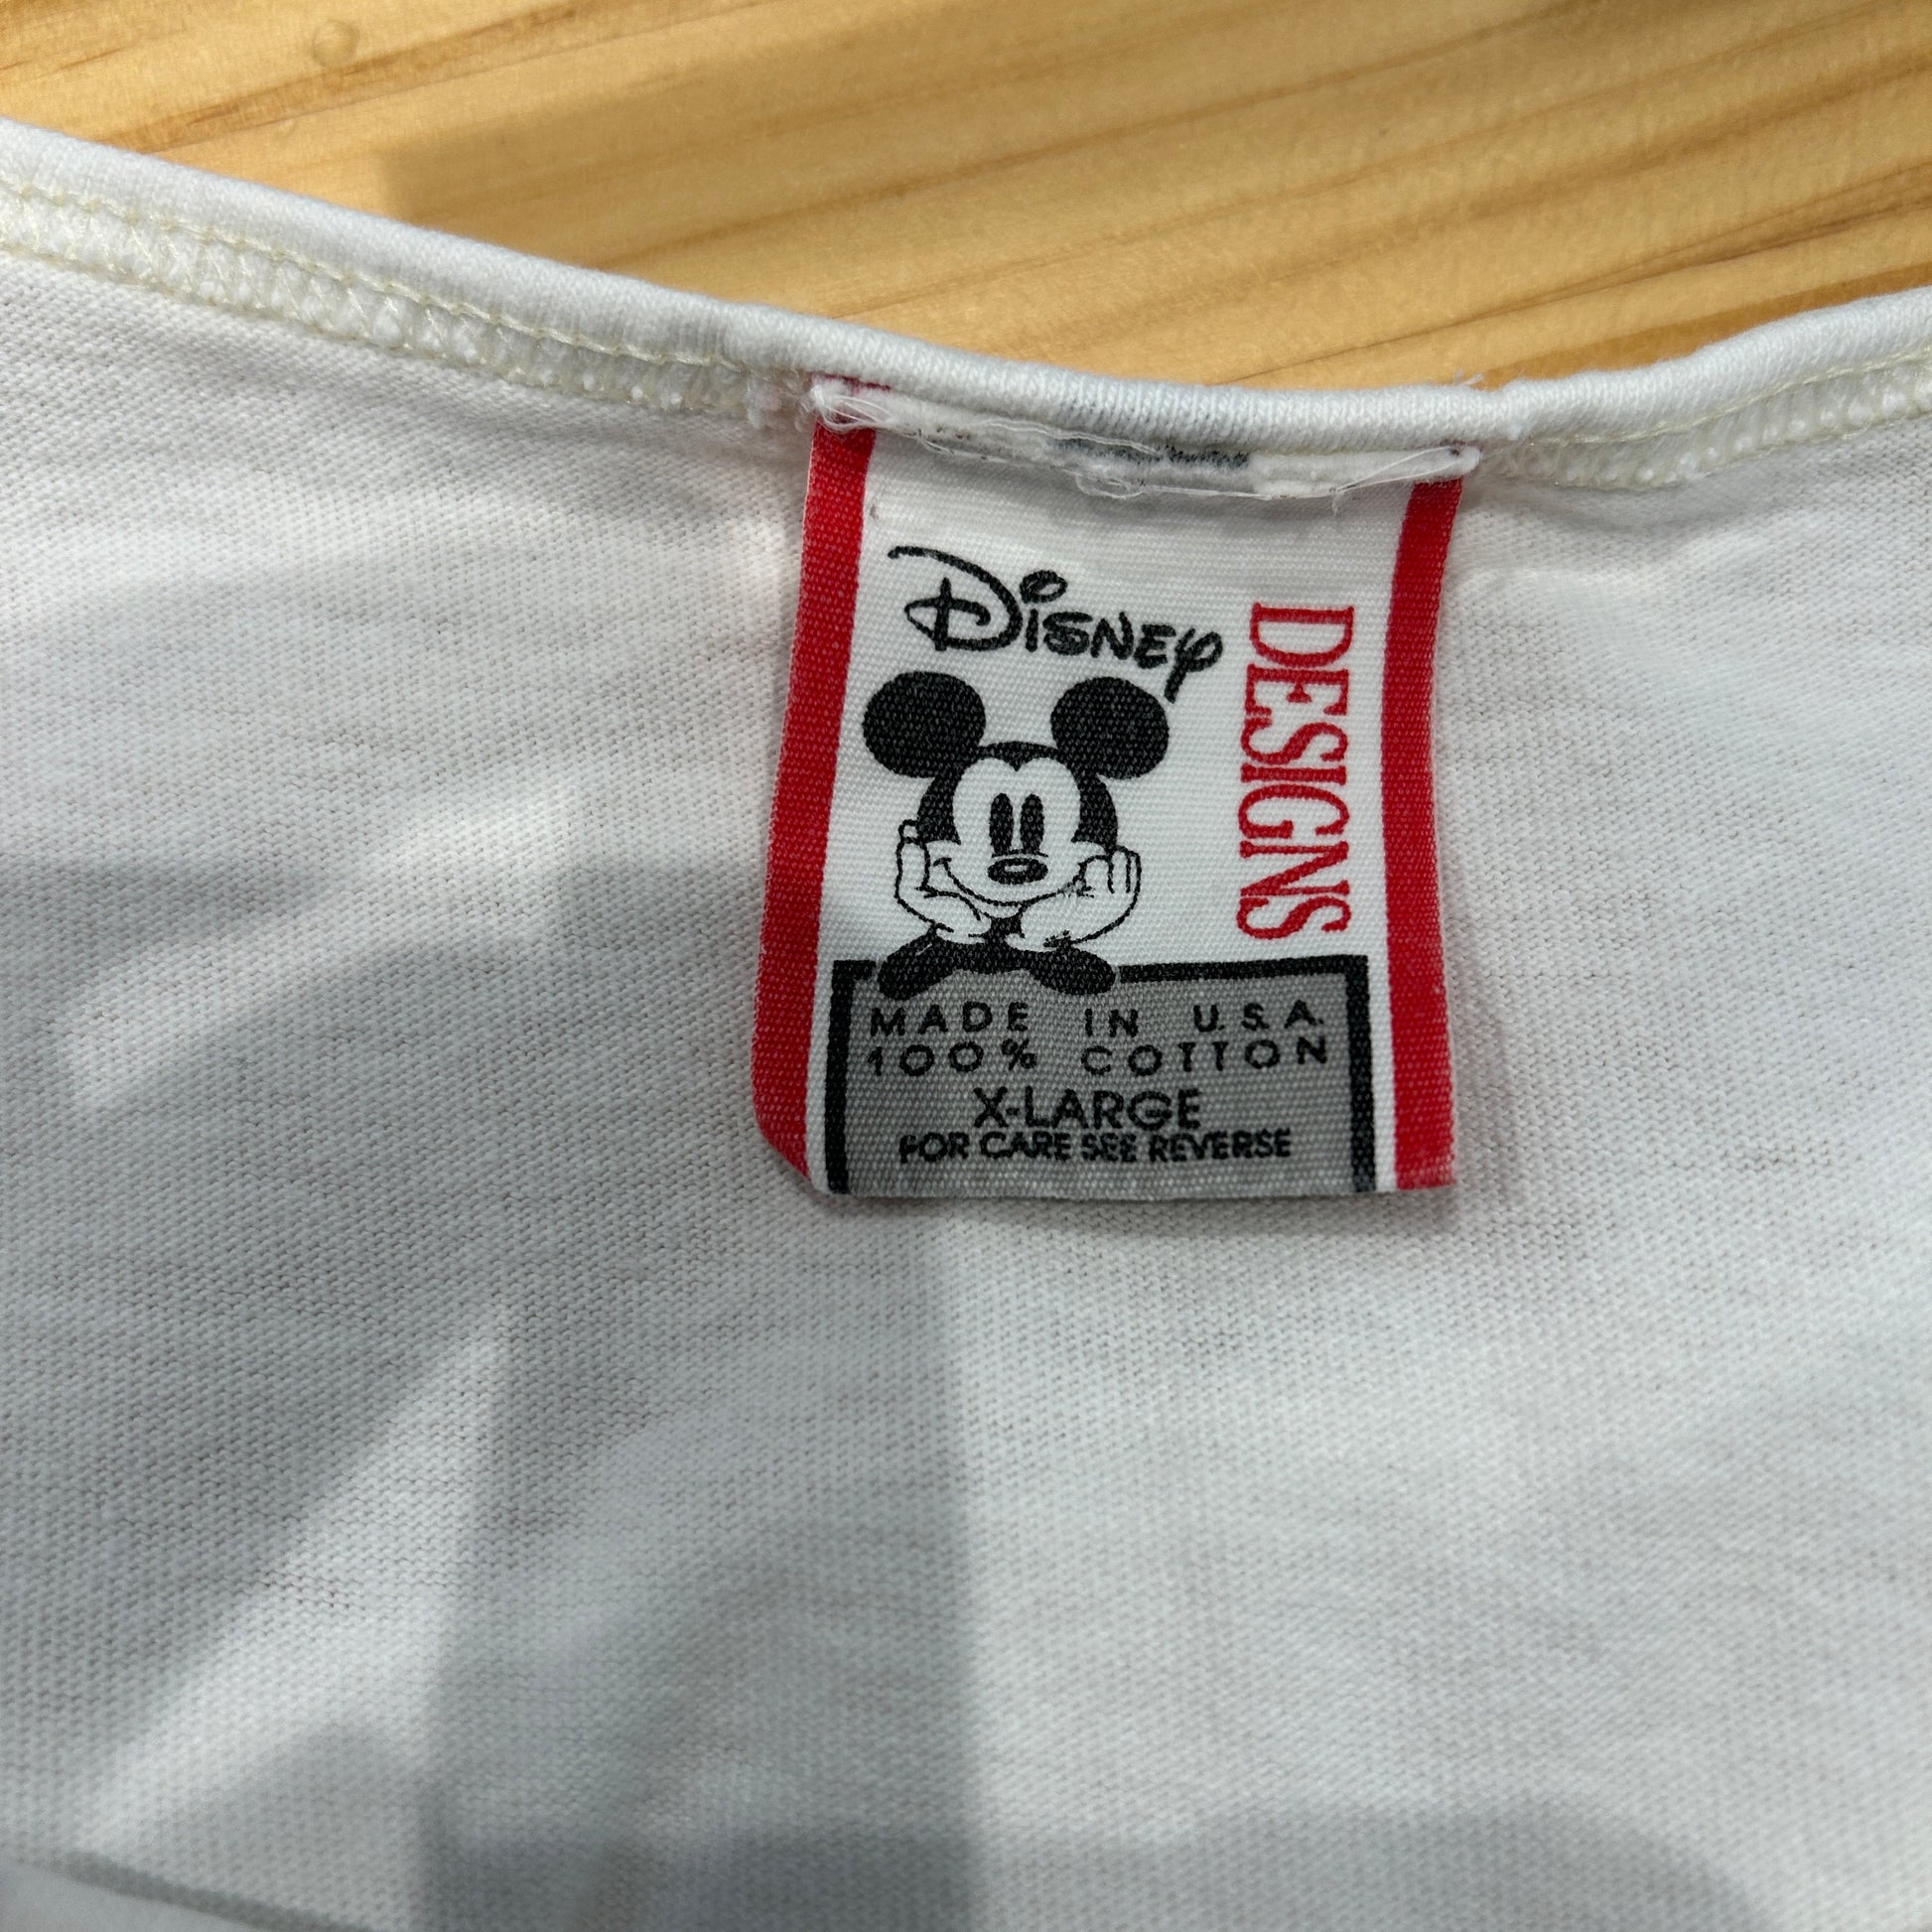 Disney
DESIGNS
MADE IN U.S.A.
100% COTTON
X-LARGE
FOR CARE SEE REVERSE